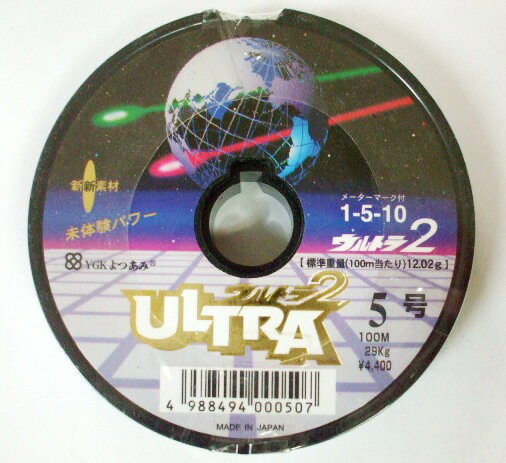 新新素材
未体験パワー
YGKよつあみ®
メーターマーク付
1-5-10
ウルトラ2
[標準重量(100m当たり)12.02g]
ウルトラ2
ULTRA
5号
100M
29Kg
¥4,400
4 988494 000507
MADE IN JAPAN